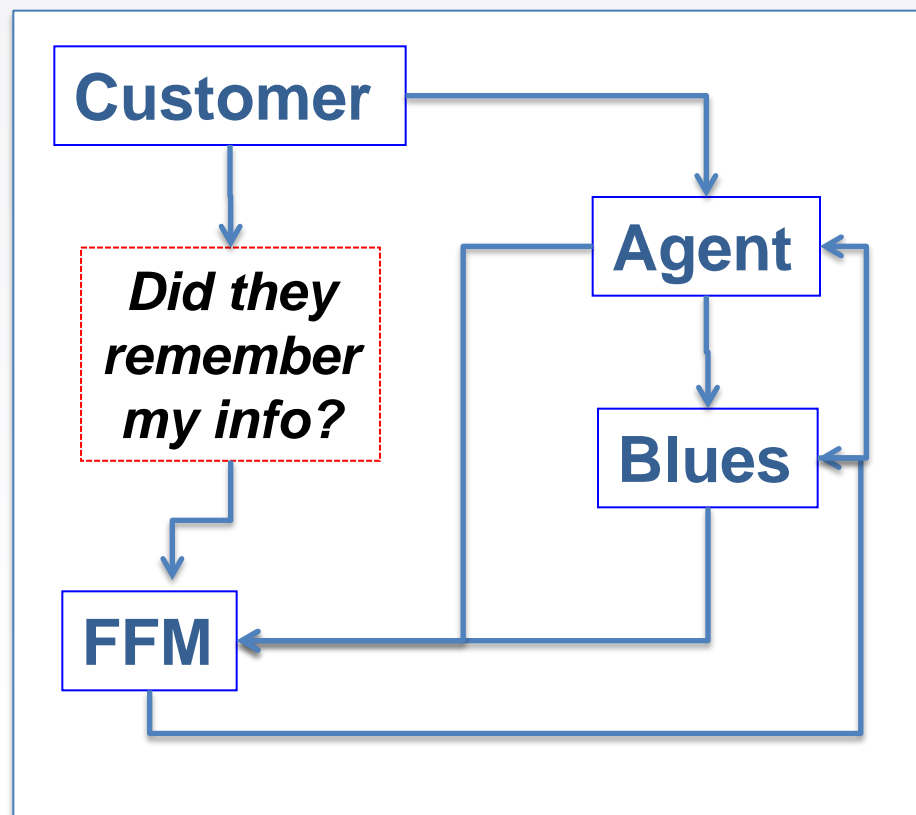 Customer
Agent
Did they
remember
my info?
Blues
FFM